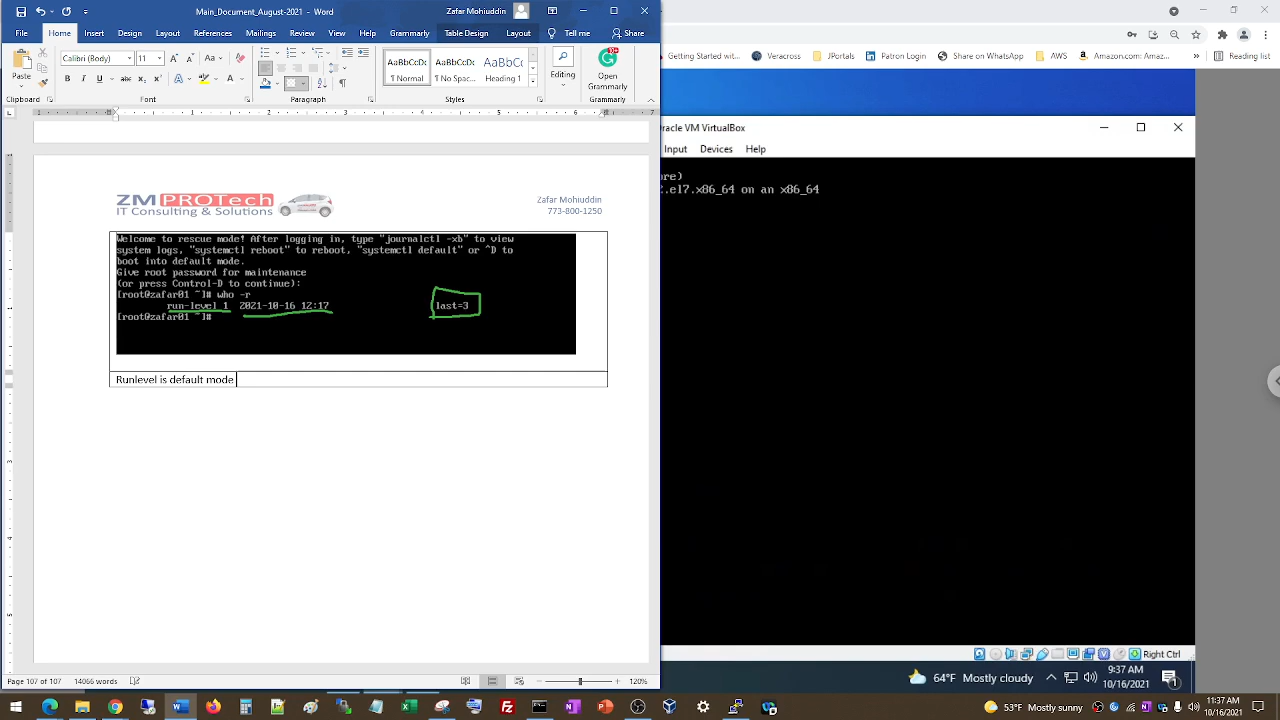 Linux-August-2021 - Word
Zafar Mohiuddin
File
Home
Insert
Design
Layout
References
Mailings
Review
View
Help
Grammarly
Table Design
Layout
Tell me
Share
Calibri (Body)
11
Paste
AaBbCcDc
AaBbCcDc
AaBbC
1 Normal
1 No Spac...
Heading 1
Editing
Open
Grammarly
Clipboard
Font
Paragraph
Styles
Grammarly
ZMPROTech
IT Consulting & Solutions
Zafar Mohiuddin
773-800-1250
Welcome to rescue mode! After logging in, type "journalctl -xb" to view
system logs, "systemctl reboot" to reboot, "systemctl default" or ^D to
boot into default mode.
Give root password for maintenance
(or press Control-D to continue):
[root@zafar01 ~]# who -r
run-level 1 2021-10-16 12:17 last=3
[root@zafar01 ~]#
Runlevel is default mode
Page 107 of 107
14066 words
120%
Getting started wit...
Veracross
JotForm
Patron Login
Share on WhatsApp
AWS
Amazon.com: Amaz...
Reading list
racle VM VirtualBox
Input
Devices
Help
ore)
.el7.x86_64 on an x86_64
Right Ctrl
64°F Mostly cloudy
9:37 AM
10/16/2021
59°F Mostly sunny
11:37 AM
10/16/2021